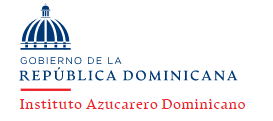 GOBIERNO DE LA
REPÚBLICA DOMINICANA
Instituto Azucarero Dominicano